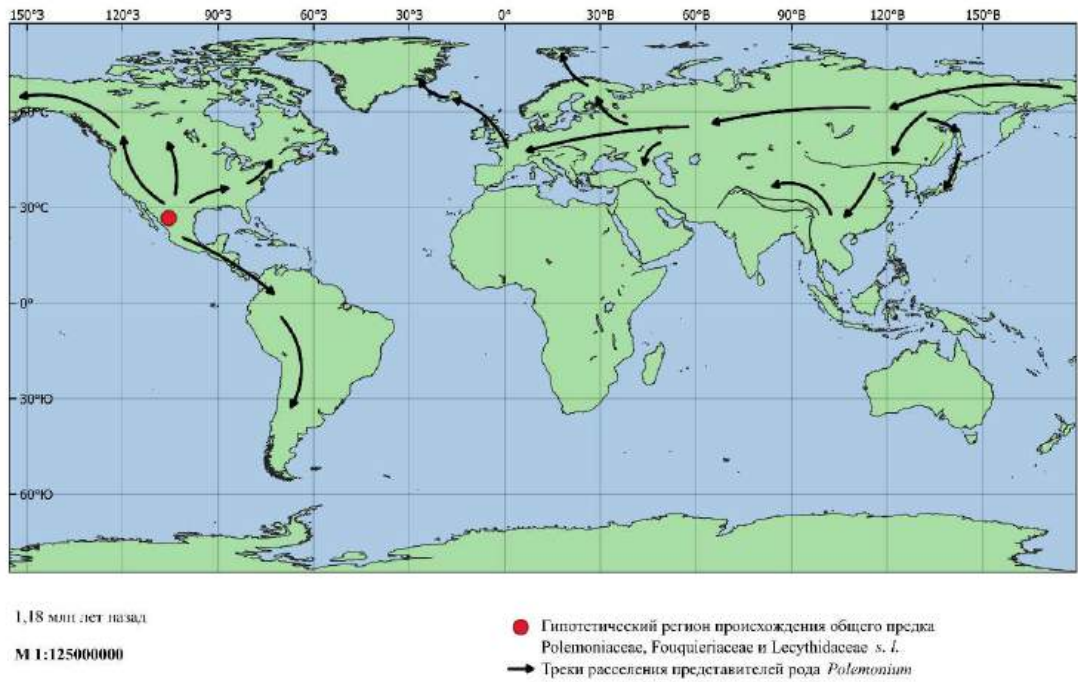 150°З 120°З 90°З 60°З 30°З 0° 30°В 60°В 90°В 120°В 150°В
60°С
30°С
0°
30°Ю
60°Ю
1,18 млн лет назад
М 1:125000000
Гипотетический регион происхождения общего предка
Polemoniaceae, Fouquieriaceae и Lecythidaceae s. l.
Треки расселения представителей рода Polemonium